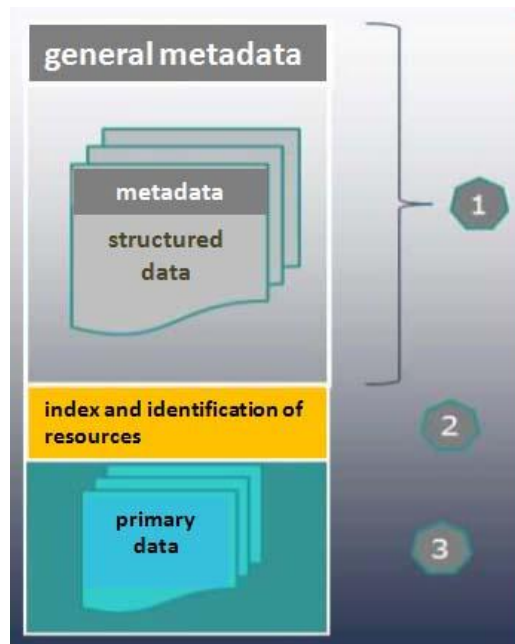 general metadata
metadata
structured
data
1
index and identification of
resources
2
primary
data
3